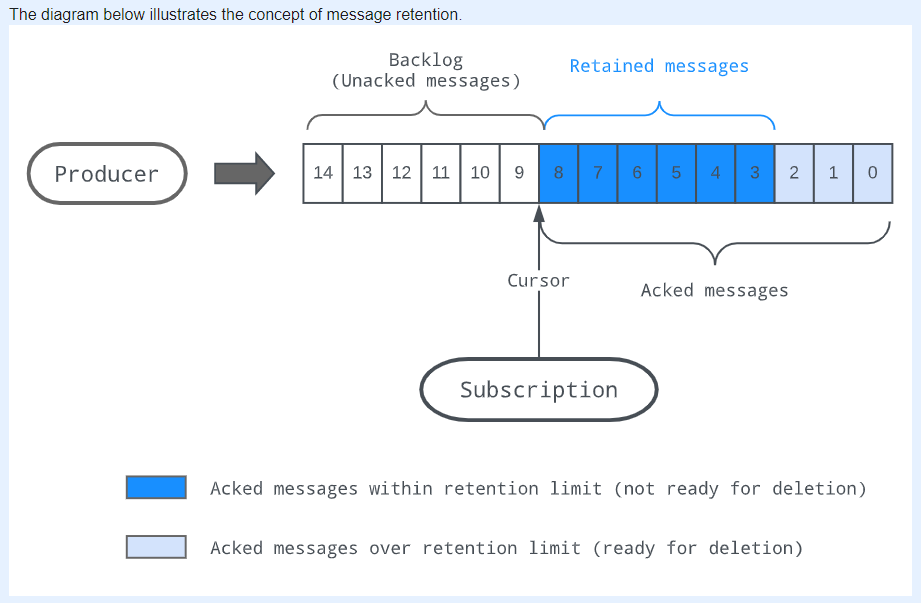 The diagram below illustrates the concept of message retention.
Backlog
(Unacked messages)
Retained messages
Producer
14 13 12 11 10 9 8 7 6 5 4 3 2 1 0
Cursor
Acked messages
Subscription
Acked messages within retention limit (not ready for deletion)
Acked messages over retention limit (ready for deletion)